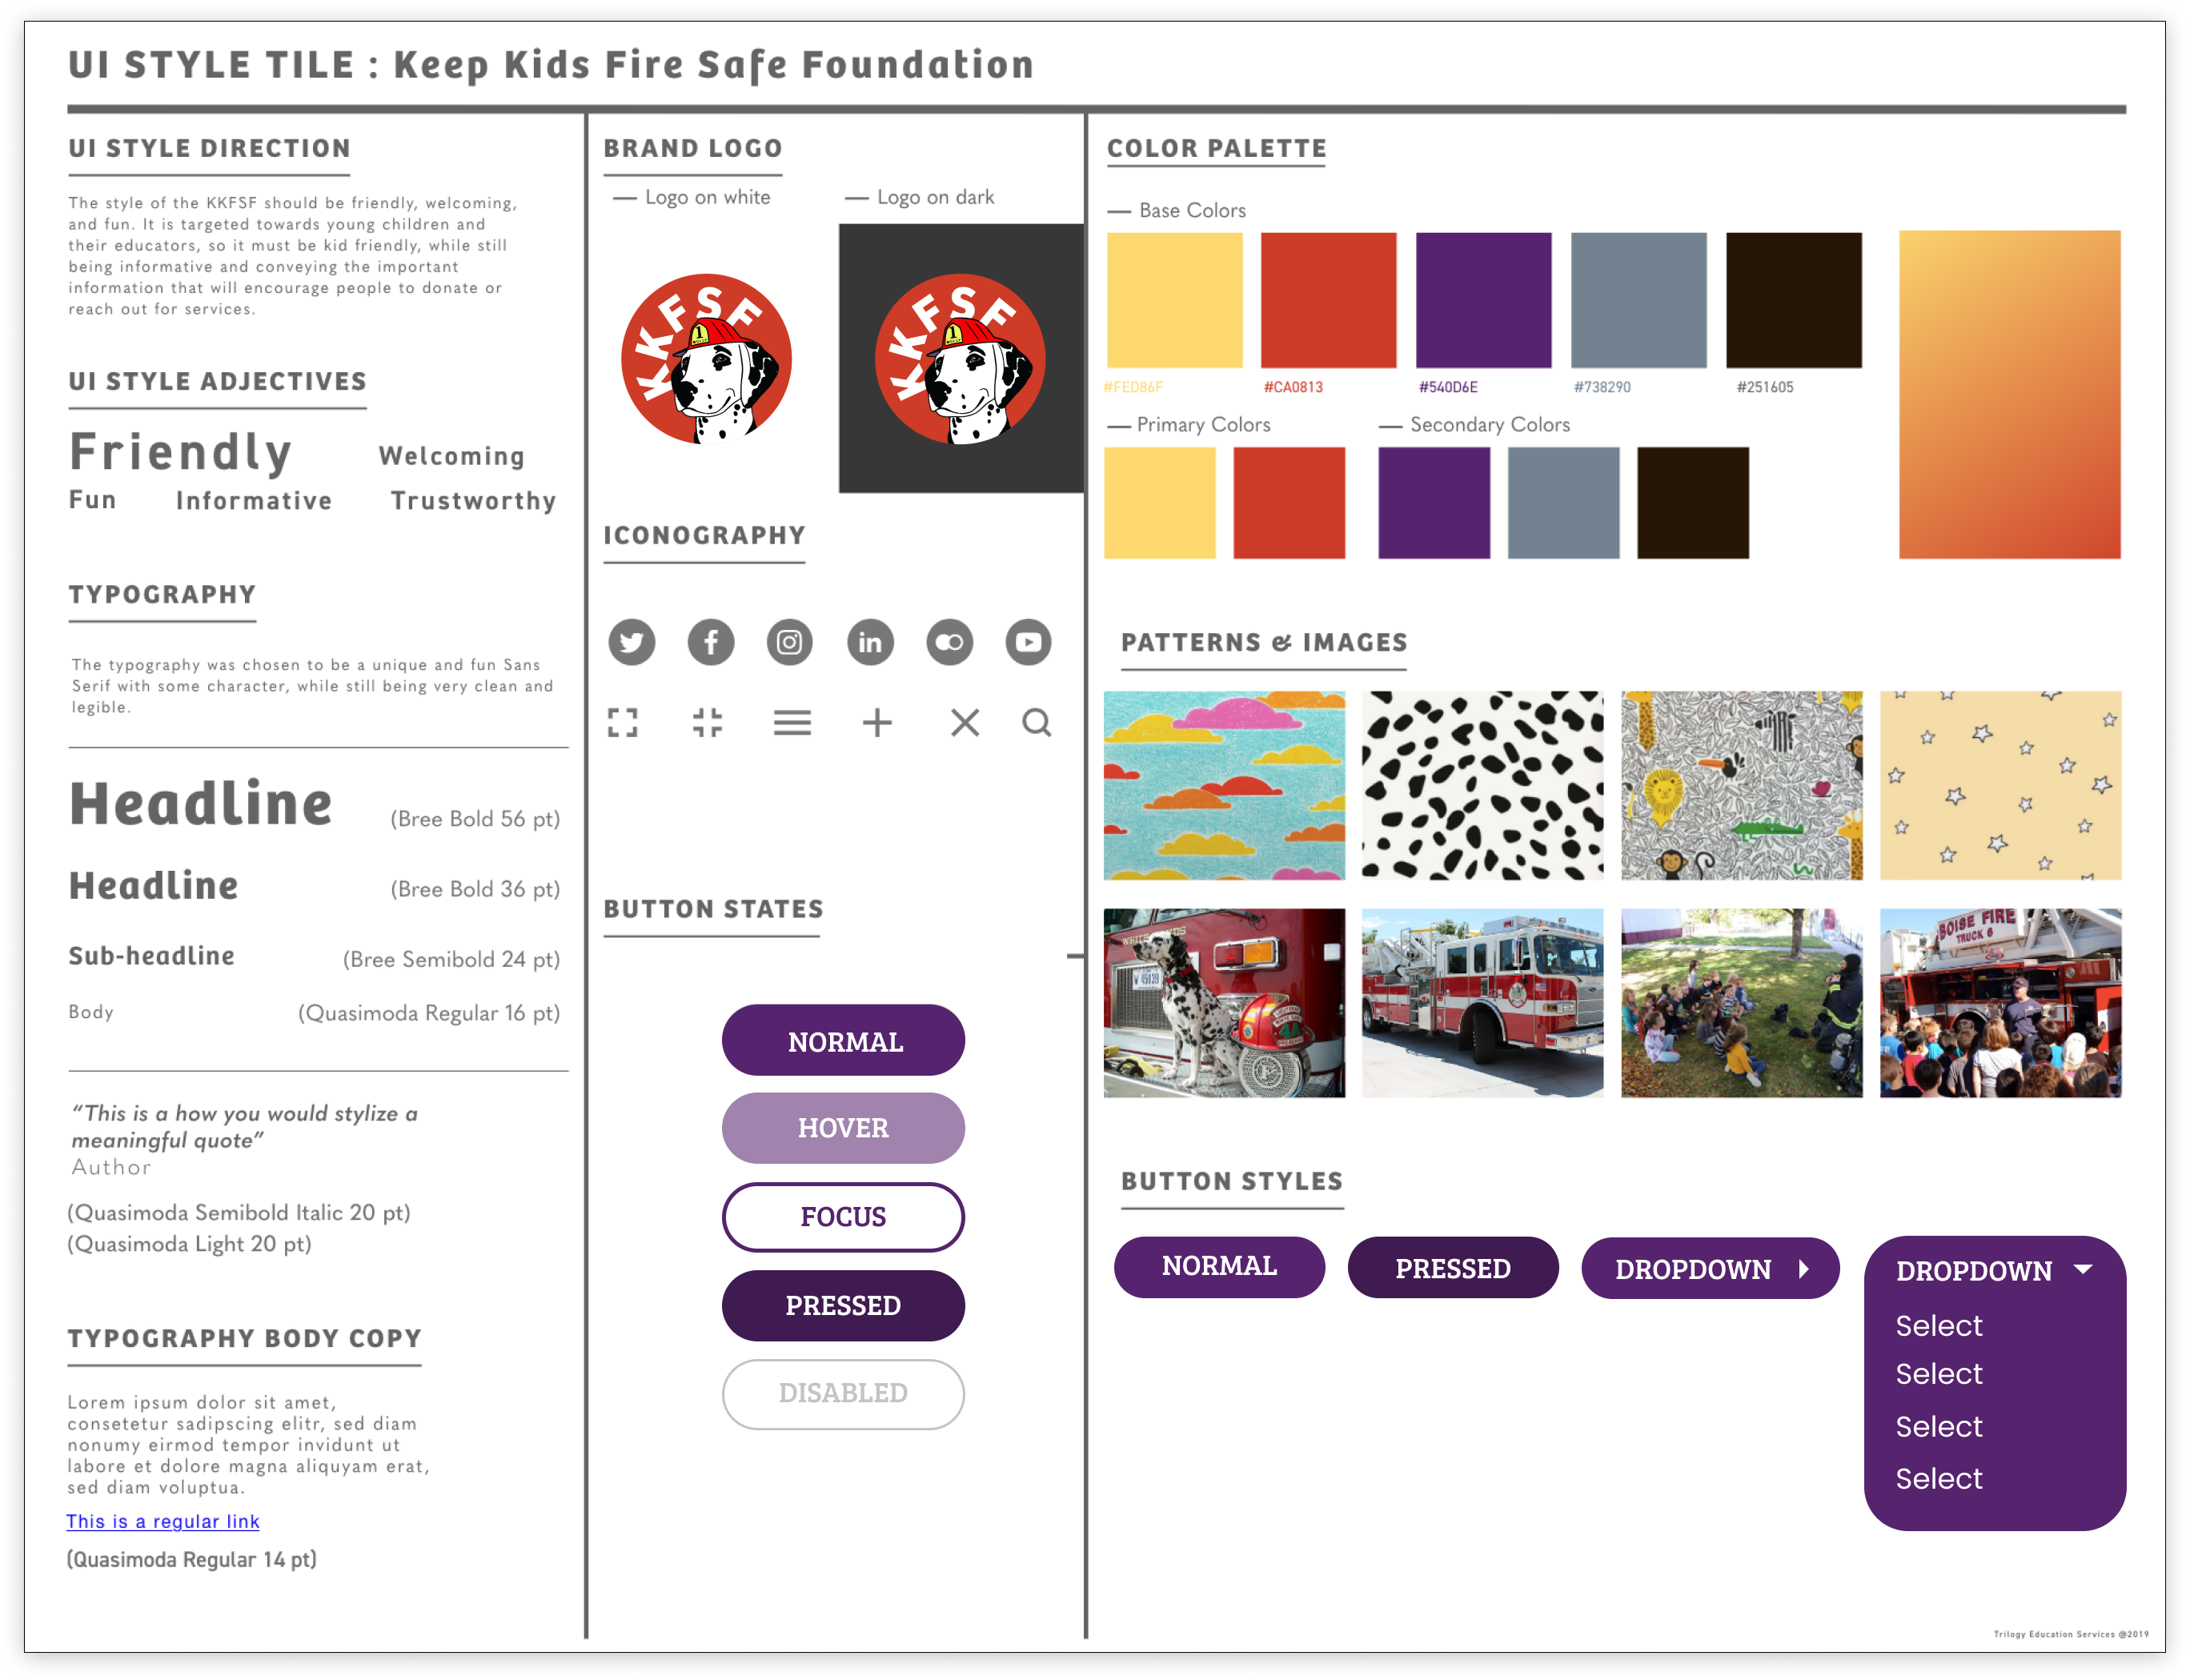 UI STYLE TILE : Keep Kids Fire Safe Foundation
UI STYLE DIRECTION
The style of the KKFSF should be friendly, welcoming,
and fun. It is targeted towards young children and
their educators, so it must be kid friendly, while still
being informative and conveying the important
information that will encourage people to donate or
reach out for services.
UI STYLE ADJECTIVES
Friendly
Welcoming
Fun
Informative
Trustworthy
TYPOGRAPHY
The typography was chosen to be a unique and fun Sans
Serif with some character, while still being very clean and
legible.
Headline
(Bree Bold 56 pt)
Headline
(Bree Bold 36 pt)
Sub-headline
(Bree Semibold 24 pt)
Body
(Quasimoda Regular 16 pt)
“This is a how you would stylize a
meaningful quote”
Author
(Quasimoda Semibold Italic 20 pt)
(Quasimoda Light 20 pt)
TYPOGRAPHY BODY COPY
Lorem ipsum dolor sit amet,
consetetur sadipscing elitr, sed diam
nonumy eirmod tempor invidunt ut
labore et dolore magna aliquyam erat,
sed diam voluptua.
This is a regular link
(Quasimoda Regular 14 pt)
BRAND LOGO
— Logo on white
— Logo on dark
KKFSF
1
KKFSF
1
ICONOGRAPHY
BUTTON STATES
NORMAL
HOVER
FOCUS
PRESSED
DISABLED
COLOR PALETTE
— Base Colors
#FED86F
#CA0813
#540D6E
#738290
#251605
— Primary Colors
— Secondary Colors
PATTERNS & IMAGES
BOISE FIRE
TRUCK 6
BUTTON STYLES
NORMAL
PRESSED
DROPDOWN
DROPDOWN
Select
Select
Select
Select
Trilogy Education Services @2019